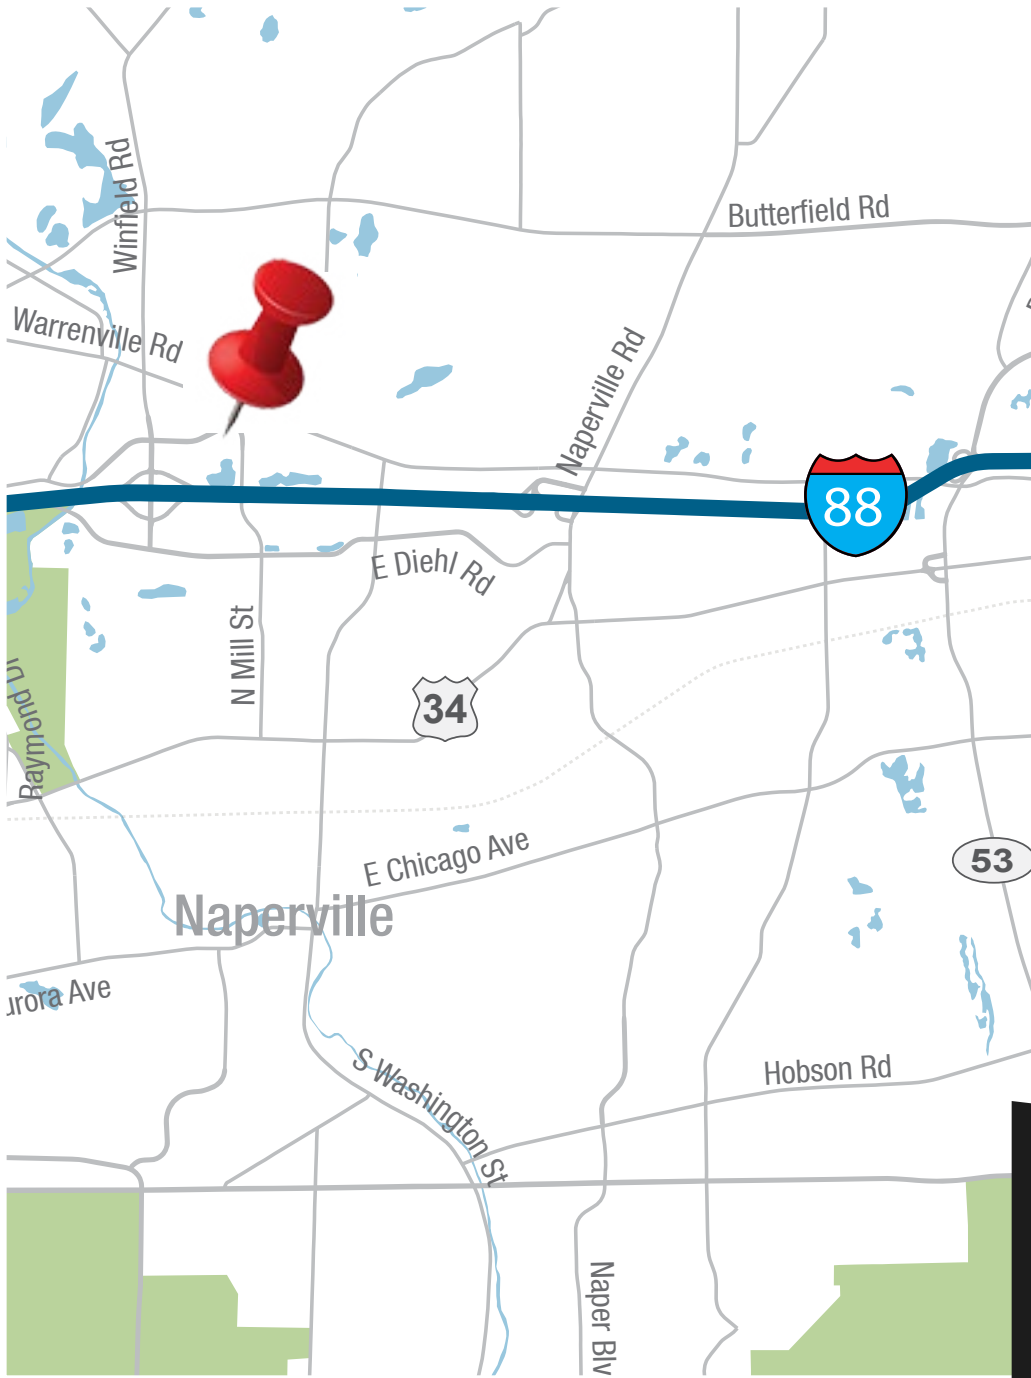 Winfield Rd
Butterfield Rd
Warrenville Rd
Naperville Rd
88
E Diehl Rd
N Mill St
34
Raymond Dr
E Chicago Ave
53
Naperville
urora Ave
S Washington St
Hobson Rd
Naper Blv